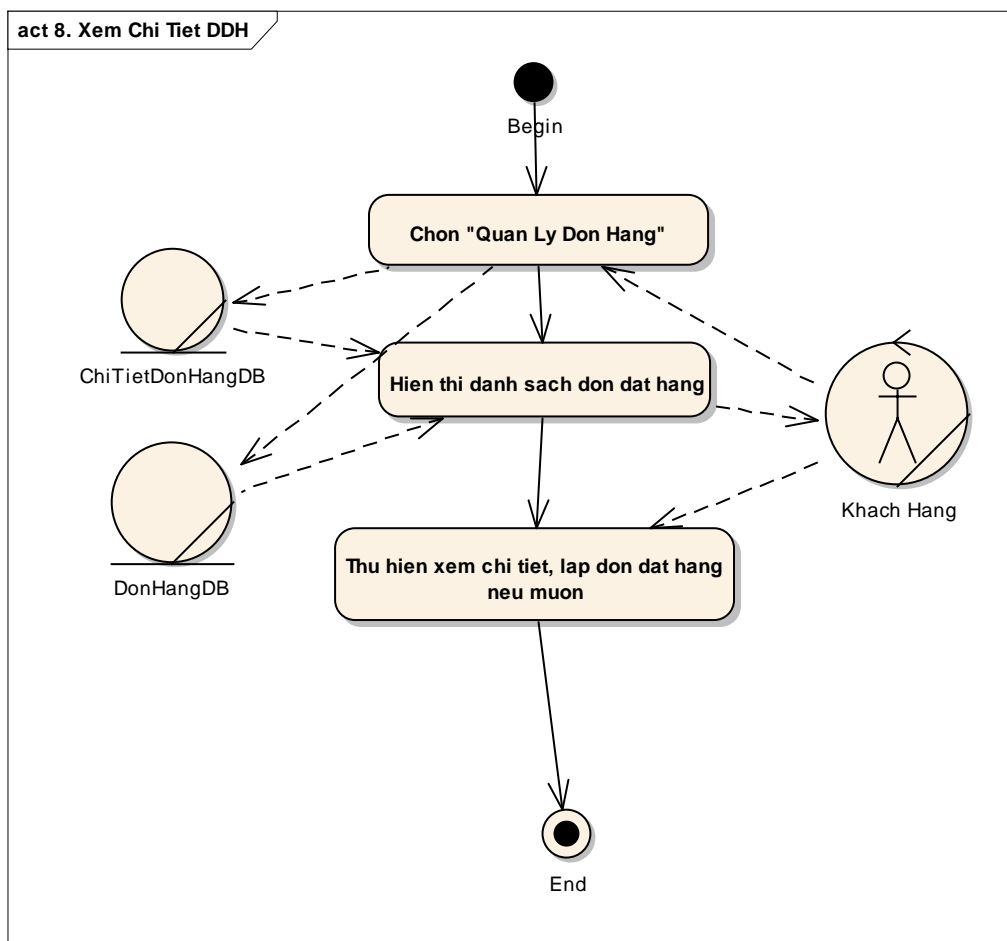 act 8. Xem Chi Tiet DDH
Begin
Chon "Quan Ly Don Hang"
ChiTietDonHangDB
Hien thi danh sach don dat hang
Khach Hang
DonHangDB
Thu hien xem chi tiet, lap don dat hang
neu muon
End